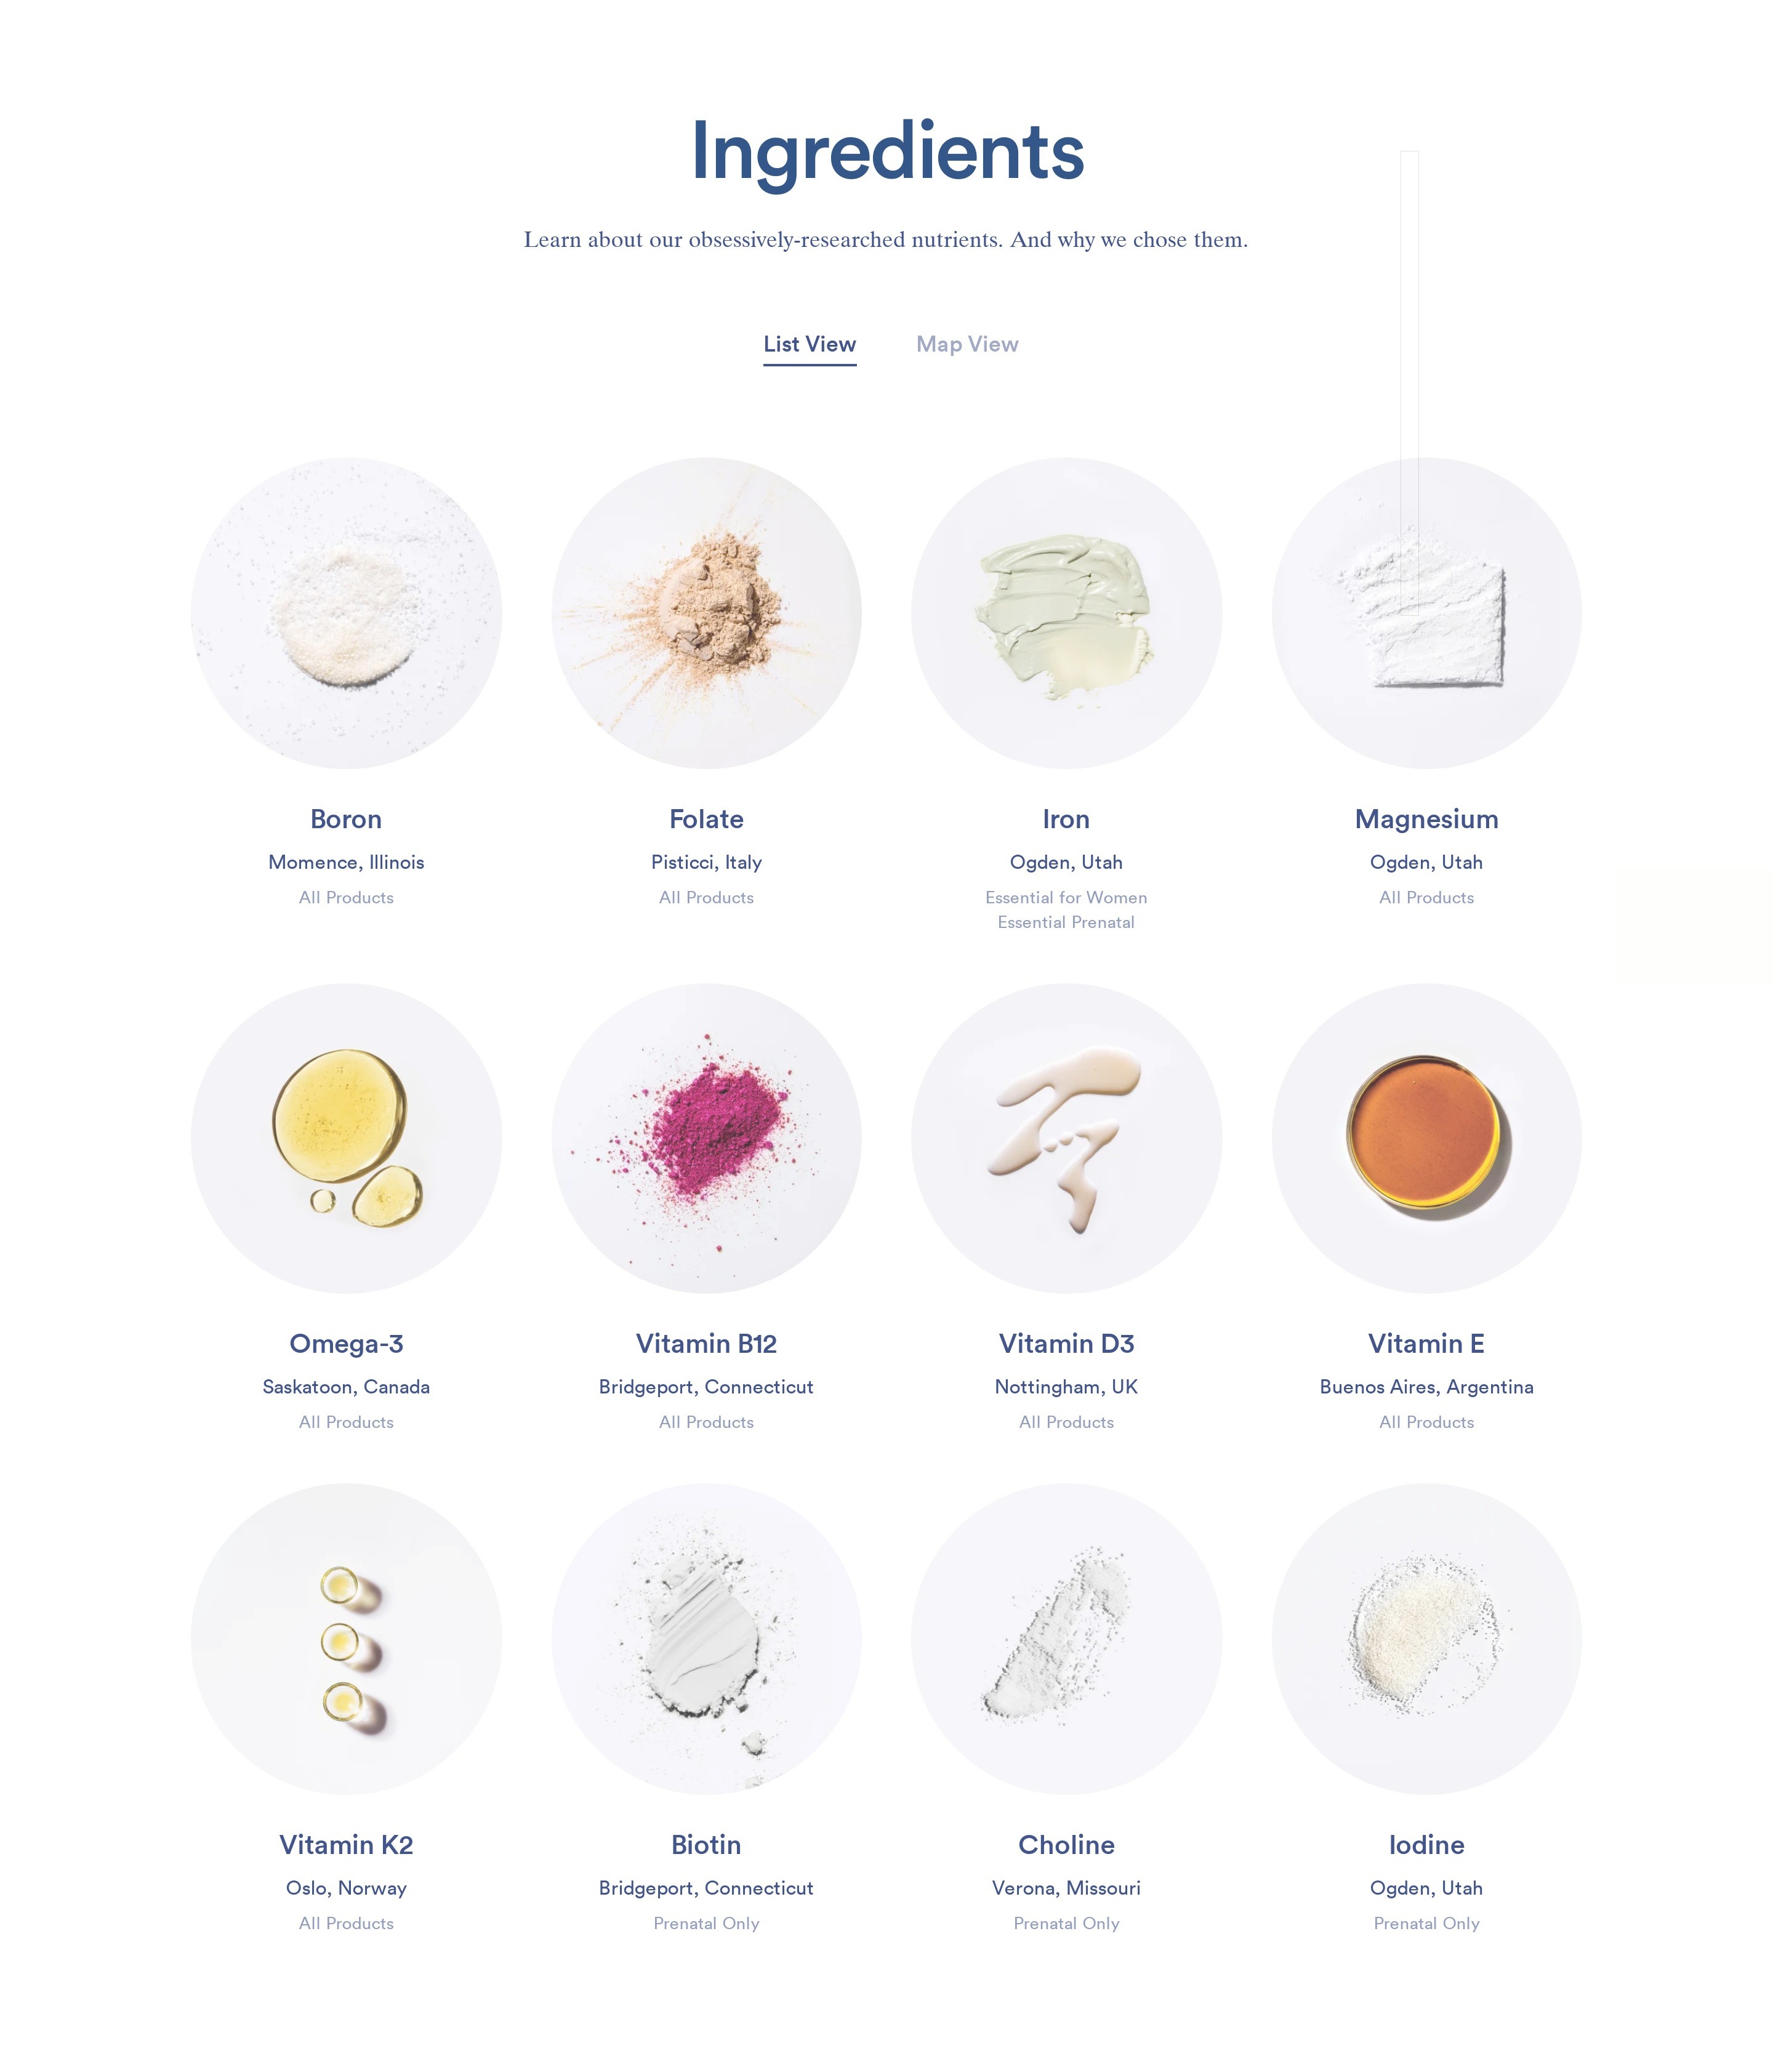 Ingredients
Learn about our obsessively-researched nutrients. And why we chose them.
List View
Map View
Boron
Momence, Illinois
All Products
Folate
Pisticci, Italy
All Products
Iron
Ogden, Utah
Essential for Women
Essential Prenatal
Magnesium
Ogden, Utah
All Products
Omega-3
Saskatoon, Canada
All Products
Vitamin B12
Bridgeport, Connecticut
All Products
Vitamin D3
Nottingham, UK
All Products
Vitamin E
Buenos Aires, Argentina
All Products
Vitamin K2
Oslo, Norway
All Products
Biotin
Bridgeport, Connecticut
Prenatal Only
Choline
Verona, Missouri
Prenatal Only
Iodine
Ogden, Utah
Prenatal Only